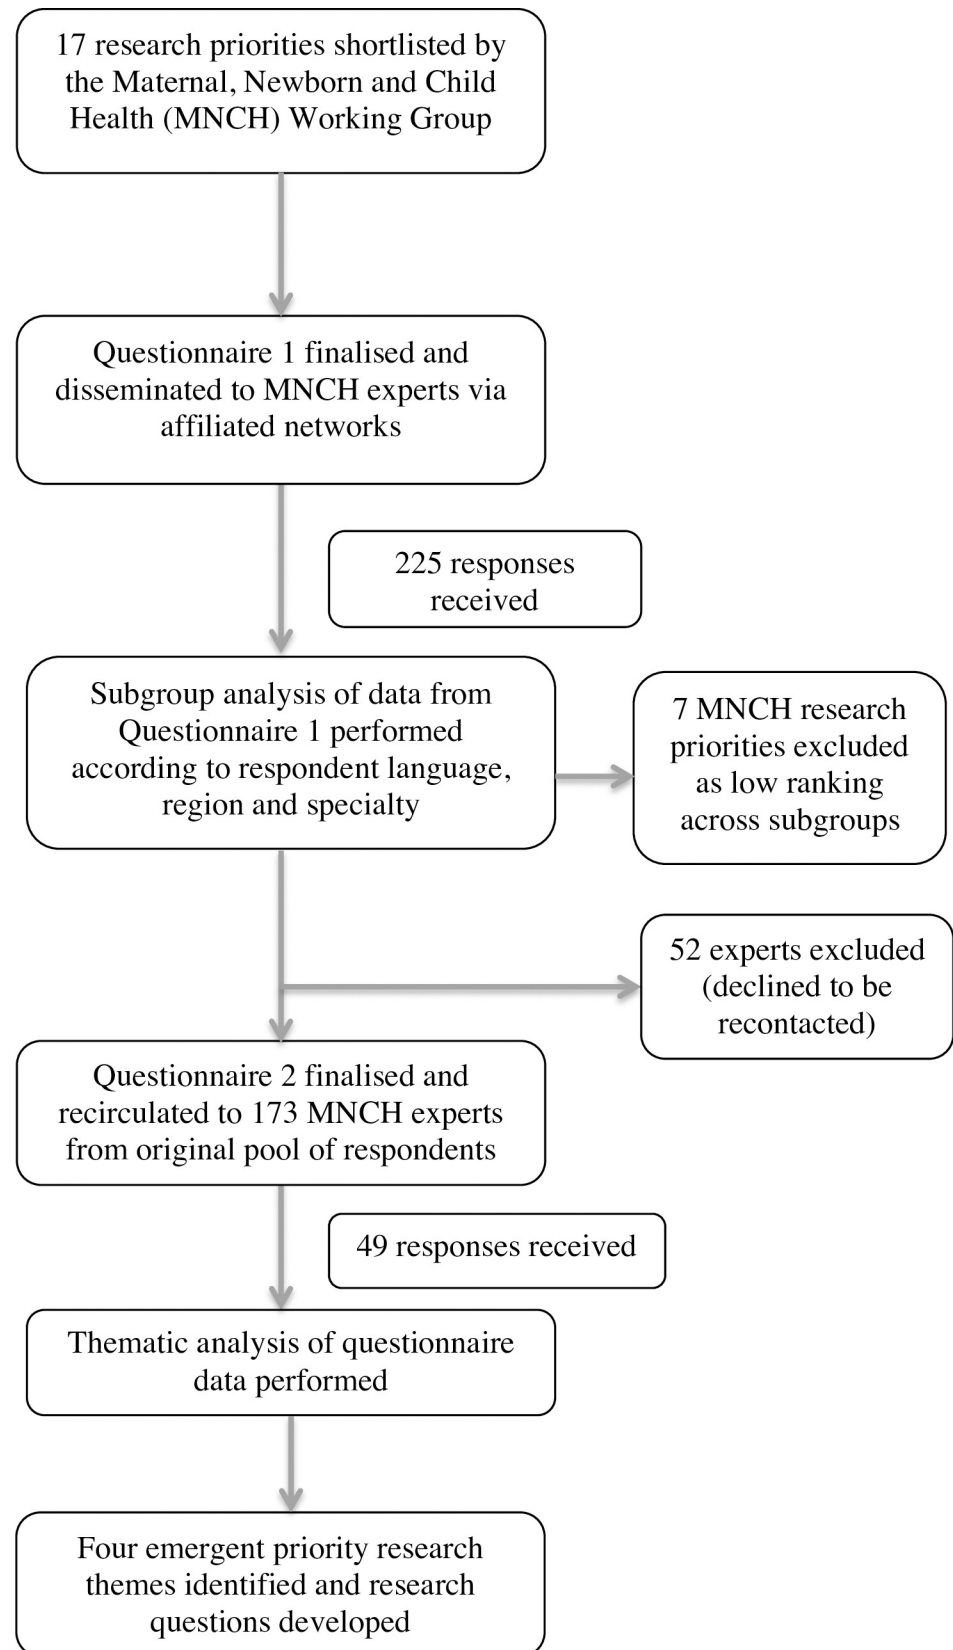 17 research priorities shortlisted by
the Maternal, Newborn and Child
Health (MNCH) Working Group
Questionnaire 1 finalised and
disseminated to MNCH experts via
affiliated networks
225 responses
received
Subgroup analysis of data from
Questionnaire 1 performed
according to respondent language,
region and specialty
7 MNCH research
priorities excluded
as low ranking
across subgroups
52 experts excluded
(declined to be
recontacted)
Questionnaire 2 finalised and
recirculated to 173 MNCH experts
from original pool of respondents
49 responses received
Thematic analysis of questionnaire
data performed
Four emergent priority research
themes identified and research
questions developed